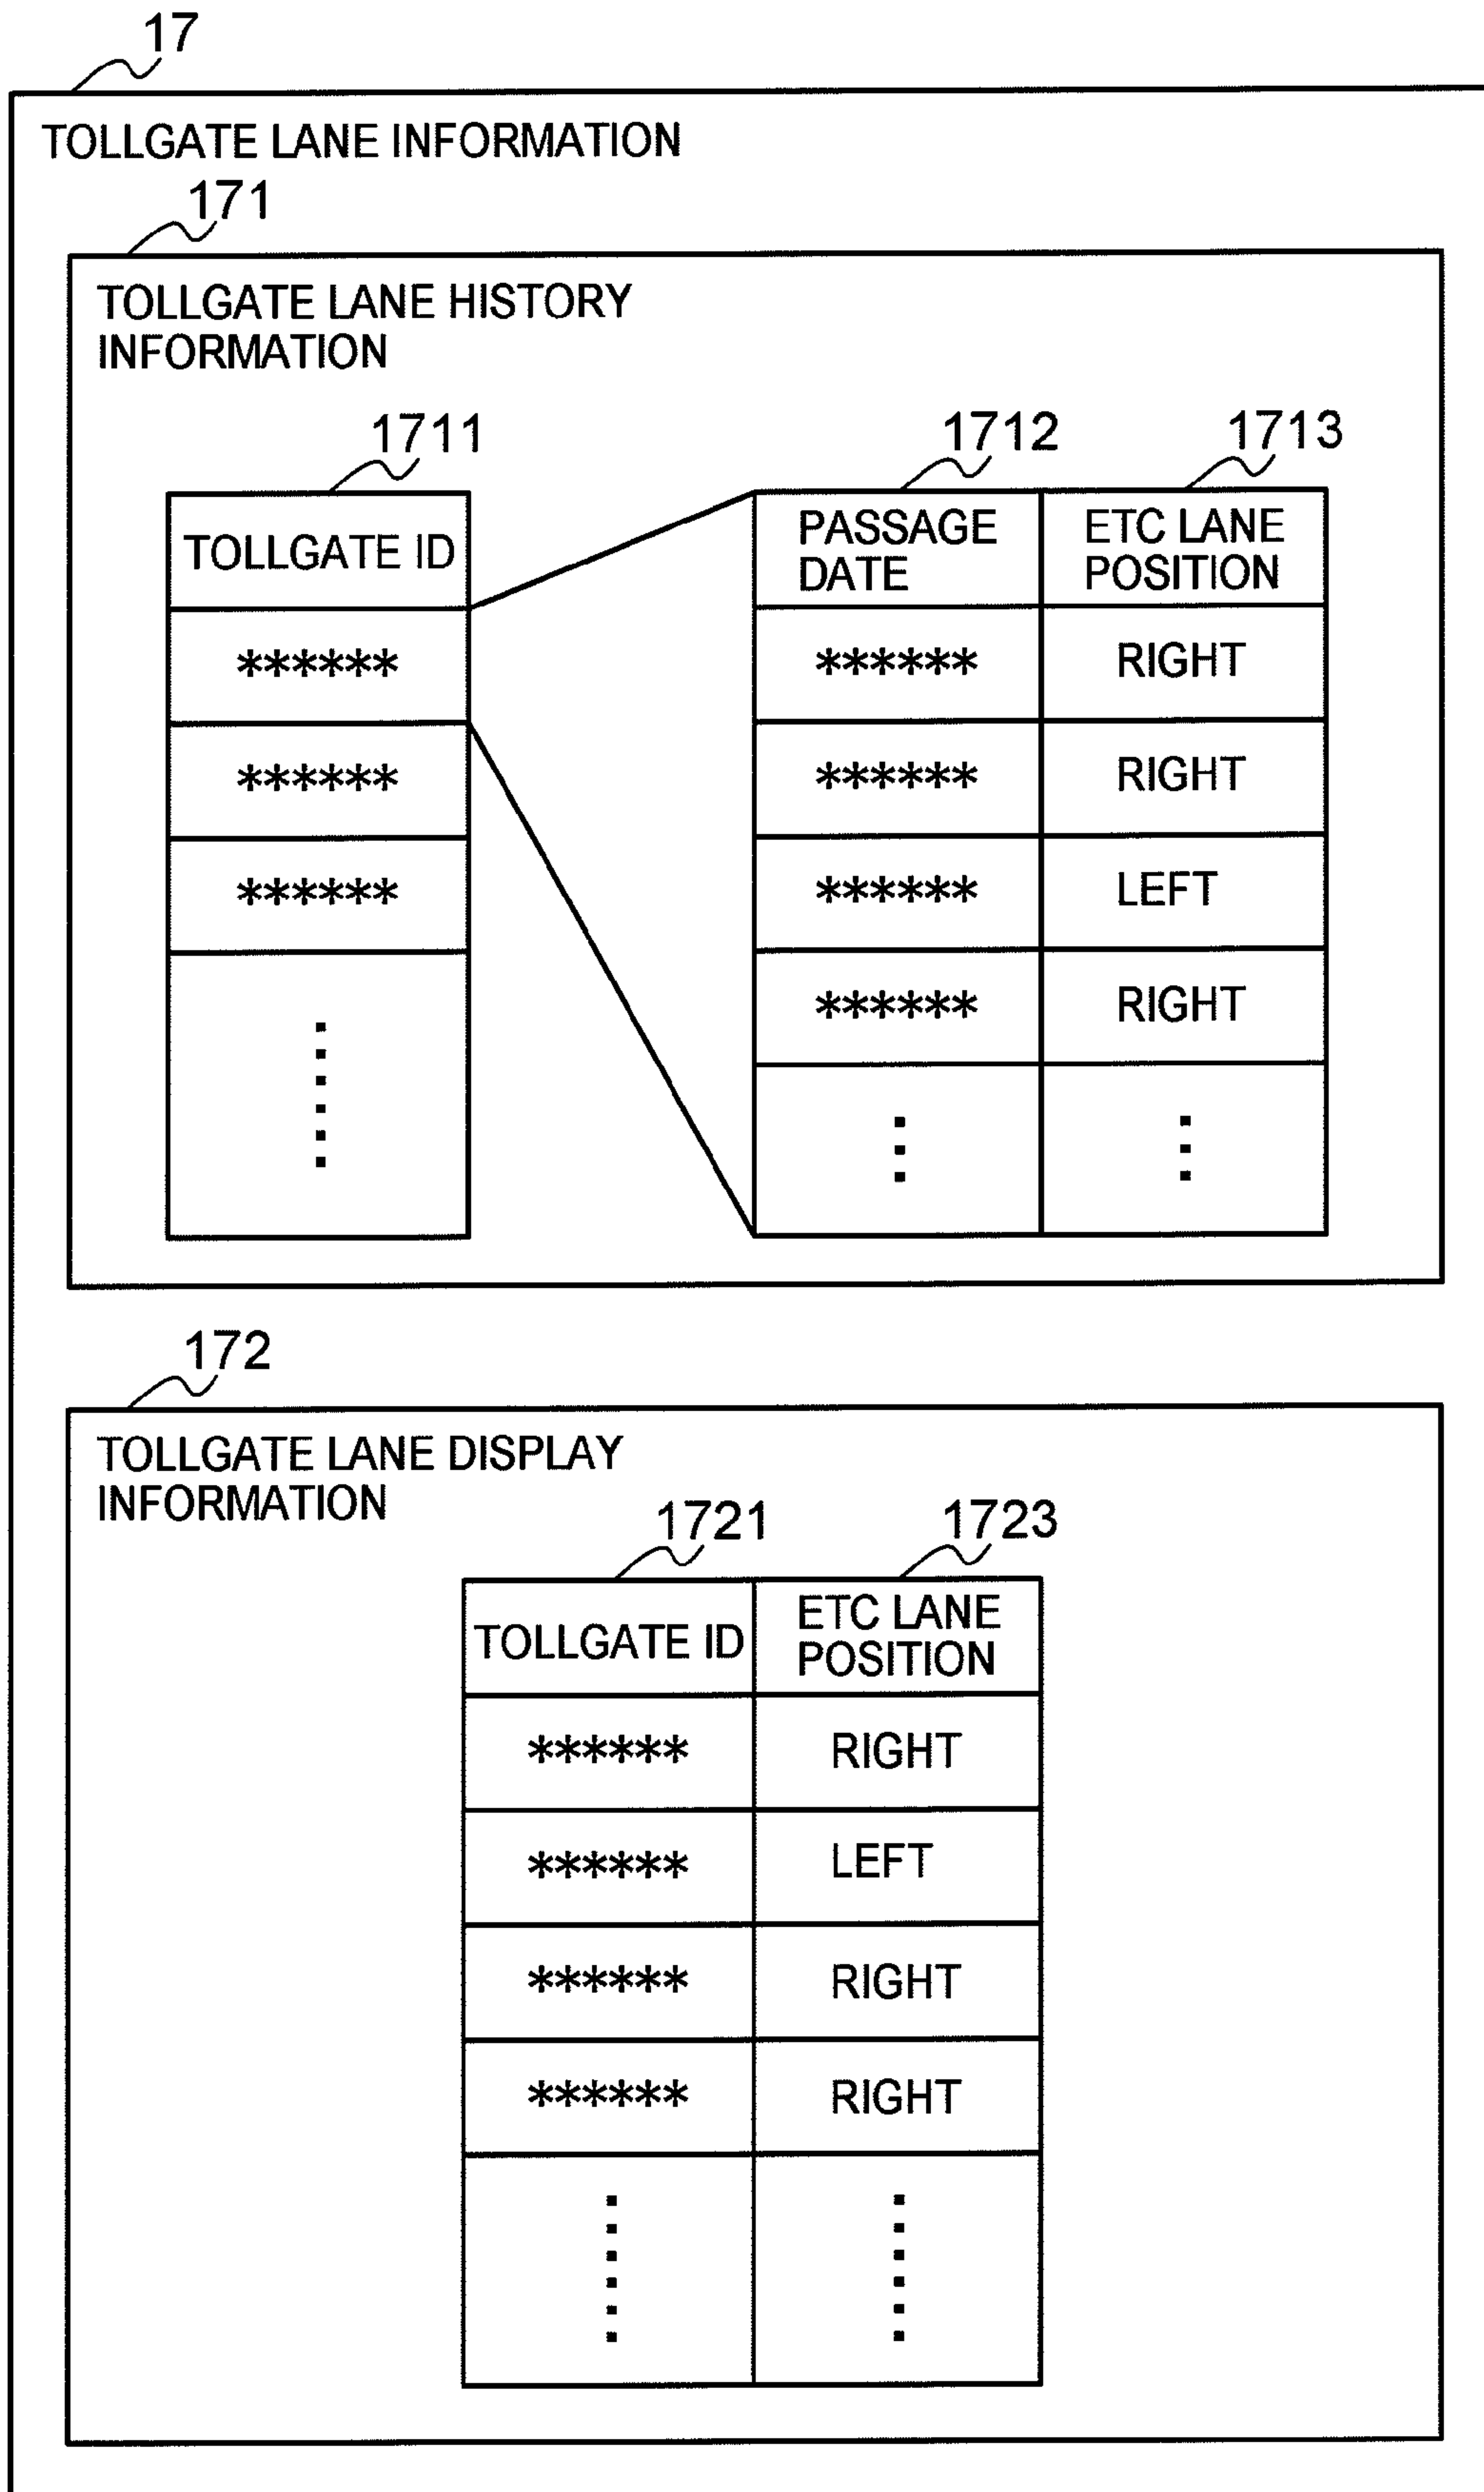 17
TOLLGATE LANE INFORMATION
171
TOLLGATE LANE HISTORY
INFORMATION
1711
1712
1713
TOLLGATE ID
PASSAGE
DATE
ETC LANE
POSITION
****** ****** RIGHT
****** ****** RIGHT
****** ****** LEFT
****** RIGHT
172
TOLLGATE LANE DISPLAY
INFORMATION
1721
1723
TOLLGATE ID
ETC LANE
POSITION
****** RIGHT
****** LEFT
****** RIGHT
****** RIGHT